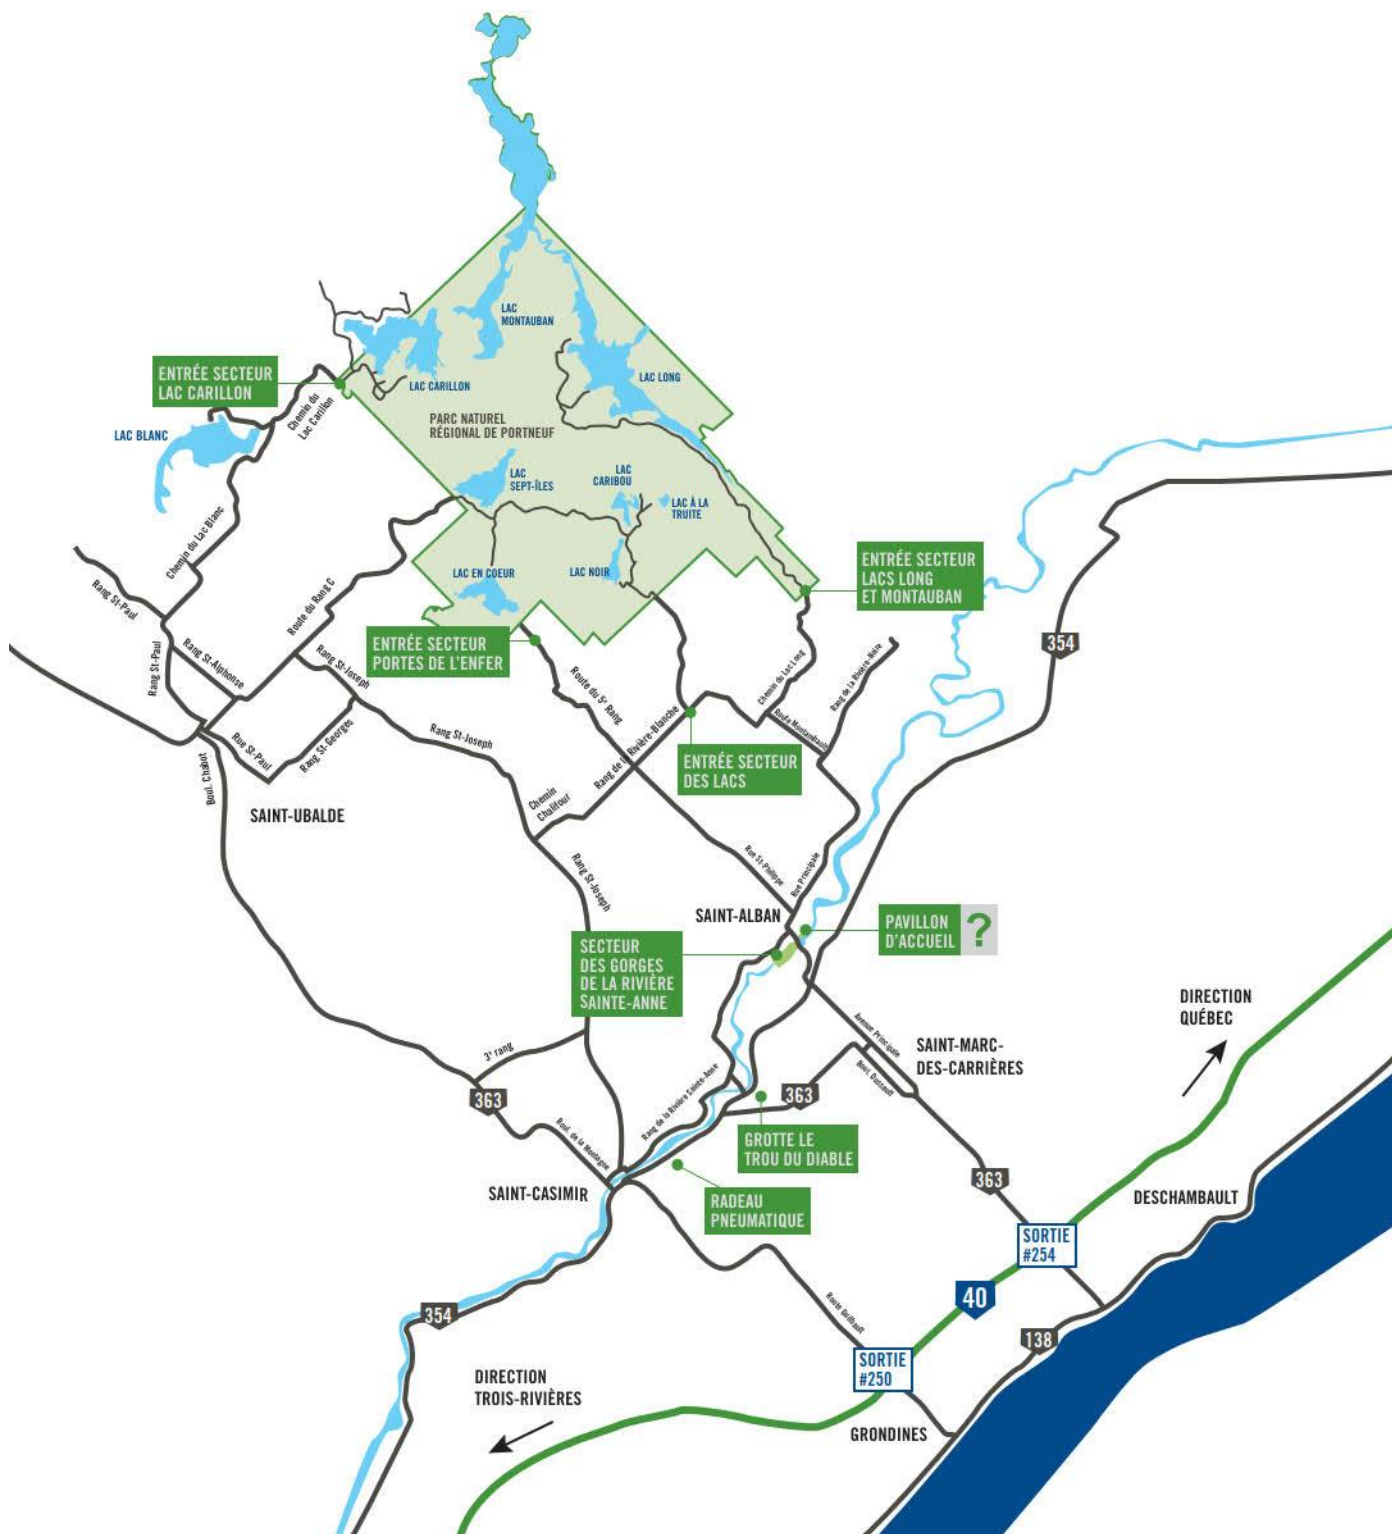 LAC
MONTAUBAN
ENTRÉE SECTEUR
LAC CARILLON
LAC CARILLON
LAC LONG
Chemin du
Lac Carillon
PARC NATUREL
RÉGIONAL DE PORTNEUF
LAC BLANC
LAC
SEPT-ÎLES
LAC
CARIBOU
LAC À LA
TRUITE
Chemin du Lac Blanc
Rang St-Paul
Route du Rang C
LAC EN COEUR
LAC NOIR
ENTRÉE SECTEUR
LACS LONG
ET MONTAUBAN
ENTRÉE SECTEUR
PORTES DE L'ENFER
354
Rang St-Paul
Rang St-Alphonse
Rang St-Joseph
Route du 5e Rang
Chemin du Lac Long
Rang de la Rivière-Noire
Route Montambault
Rue St-Paul
Rang St-Georges
Rang St-Joseph
Rang de la Rivière-Blanche
ENTRÉE SECTEUR
DES LACS
Boul. Chabot
SAINT-UBALDE
Chemin
Chalifour
Rang St-Joseph
Rue St-Philippe
Rue Principale
SAINT-ALBAN
PAVILLON
D'ACCUEIL
?
SECTEUR
DES GORGES
DE LA RIVIÈRE
SAINTE-ANNE
DIRECTION
QUÉBEC
Avenue Principale
SAINT-MARC-
DES-CARRIÈRES
Boul. Dussault
3e rang
363
363
Rang de la Rivière Sainte-Anne
Boul. de la Montagne
GROTTE LE
TROU DU DIABLE
363
SAINT-CASIMIR
RADEAU
PNEUMATIQUE
DESCHAMBAULT
SORTIE
#254
40
Route Guilbault
354
138
SORTIE
#250
DIRECTION
TROIS-RIVIÈRES
GRONDINES